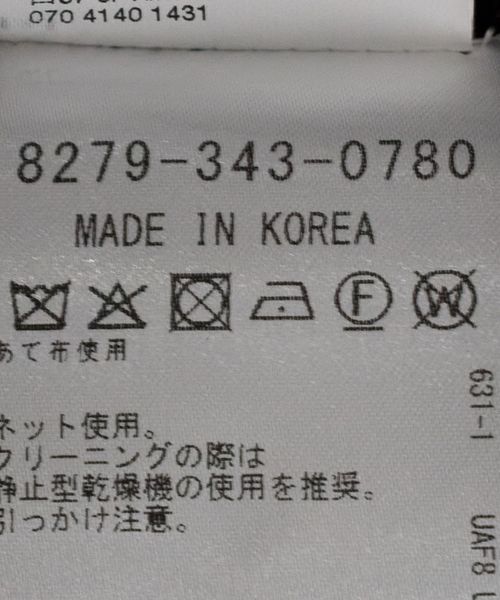 070 4140 1431
8279-343-0780
MADE IN KOREA
F
W
あて布使用
ネット使用。
クリーニングの際は
静止型乾燥機の使用を推奨。
引っかけ注意。
631-1
UAF8